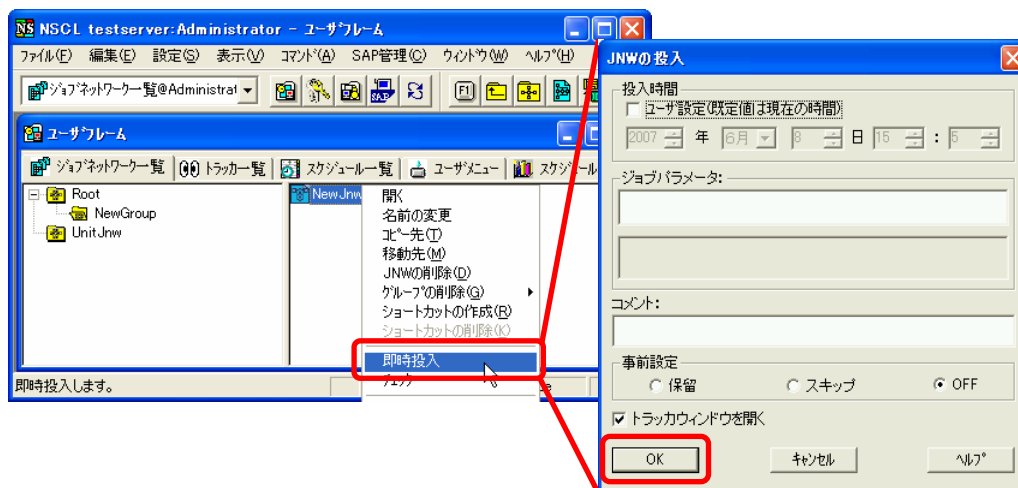 NS NSCL testserver:Administrator - ユーザフレーム
ファイル(F) 編集(E) 設定(S) 表示(V) コマンド(A) SAP管理(C) ウィンドウ(W) ヘルプ(H)
ジョブネットワーク一覧@Administrat
SAP
F1
ユーザフレーム
ジョブネットワーク一覧 トラッカ一覧 スケジュール一覧 ユーザメニュー
Root
NewGroup
UnitJnw
NewJnw
開く
名前の変更
コピー先(T)
移動先(M)
JNWの削除(D)
グループの削除(G)
ショートカットの作成(R)
ショートカットの削除(K)
即時投入
チェック
即時投入します。
JNWの投入
投入時間
ユーザ設定(既定値は現在の時間)
2007 年 6月 8 日 15 : 5
ジョブパラメータ:
コメント:
事前設定
保留 スキップ OFF
トラッカウィンドウを開く
OK キャンセル ヘルプ